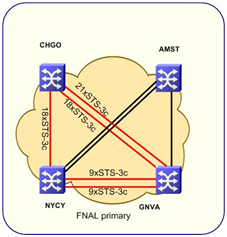 CHGO
AMST
21xSTS-3c
18xSTS-3c
18xSTS-3c
9xSTS-3c
9xSTS-3c
NYCY
GNVA
FNAL primary